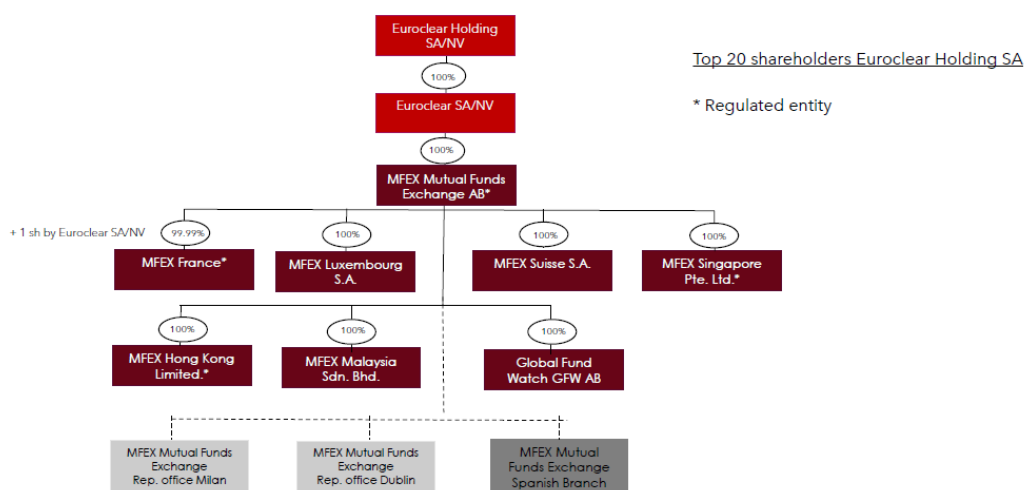 Euroclear Holding
SA/NV
Top 20 shareholders Euroclear Holding SA
100%
Euroclear SA/NV
* Regulated entity
100%
MFEX Mutual Funds
Exchange AB*
+ 1 sh by Euroclear SA/NV
99.99%
100%
100%
100%
MFEX France*
MFEX Luxembourg
S.A.
MFEX Suisse S.A.
MFEX Singapore
Pte. Ltd.*
100%
100%
100%
MFEX Hong Kong
Limited.*
MFEX Malaysia
Sdn. Bhd.
Global Fund
Watch GFW AB
MFEX Mutual Funds
Exchange
Rep. office Milan
MFEX Mutual Funds
Exchange
Rep. office Dublin
MFEX Mutual
Funds Exchange
Spanish Branch